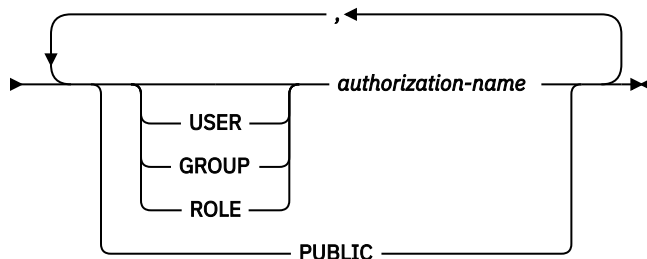 ,
authorization-name
USER
GROUP
ROLE
PUBLIC